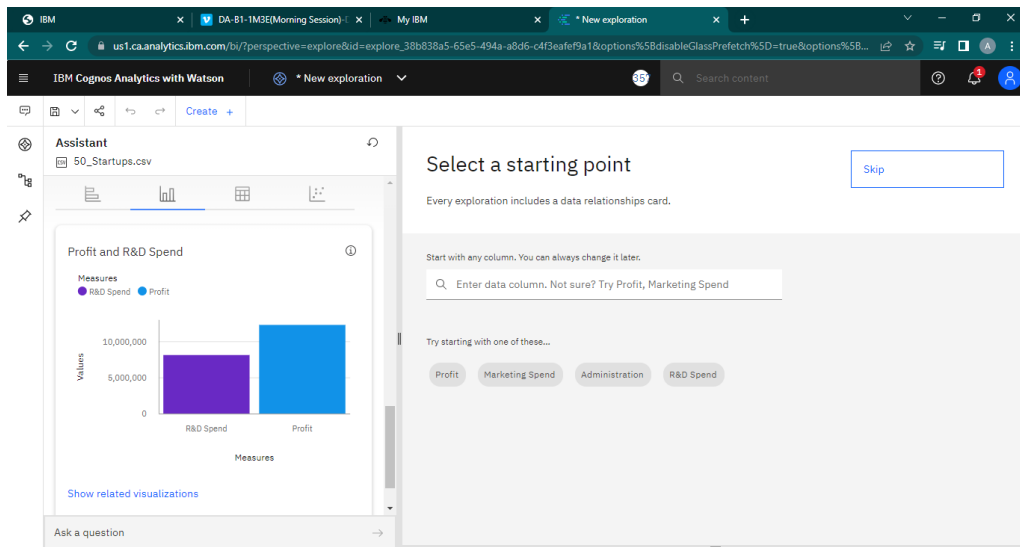 IBM
DA-B1-1M3E(Morning Session)-
My IBM
* New exploration
us1.ca.analytics.ibm.com/bi/?perspective=explore&id=explore_38b838a5-65e5-494a-a8d6-c4f3eafef9a1&options%5BdisableGlassPrefetch%5D=true&options%5B...
A
IBM Cognos Analytics with Watson
* New exploration
Search content
1
Create +
Assistant
50_Startups.csv
Profit and R&D Spend
Measures
R&D Spend Profit
Values
10,000,000
5,000,000
0
R&D Spend Profit
Measures
Show related visualizations
Ask a question
Select a starting point
Skip
Every exploration includes a data relationships card.
Start with any column. You can always change it later.
Enter data column. Not sure? Try Profit, Marketing Spend
Try starting with one of these...
Profit Marketing Spend Administration R&D Spend